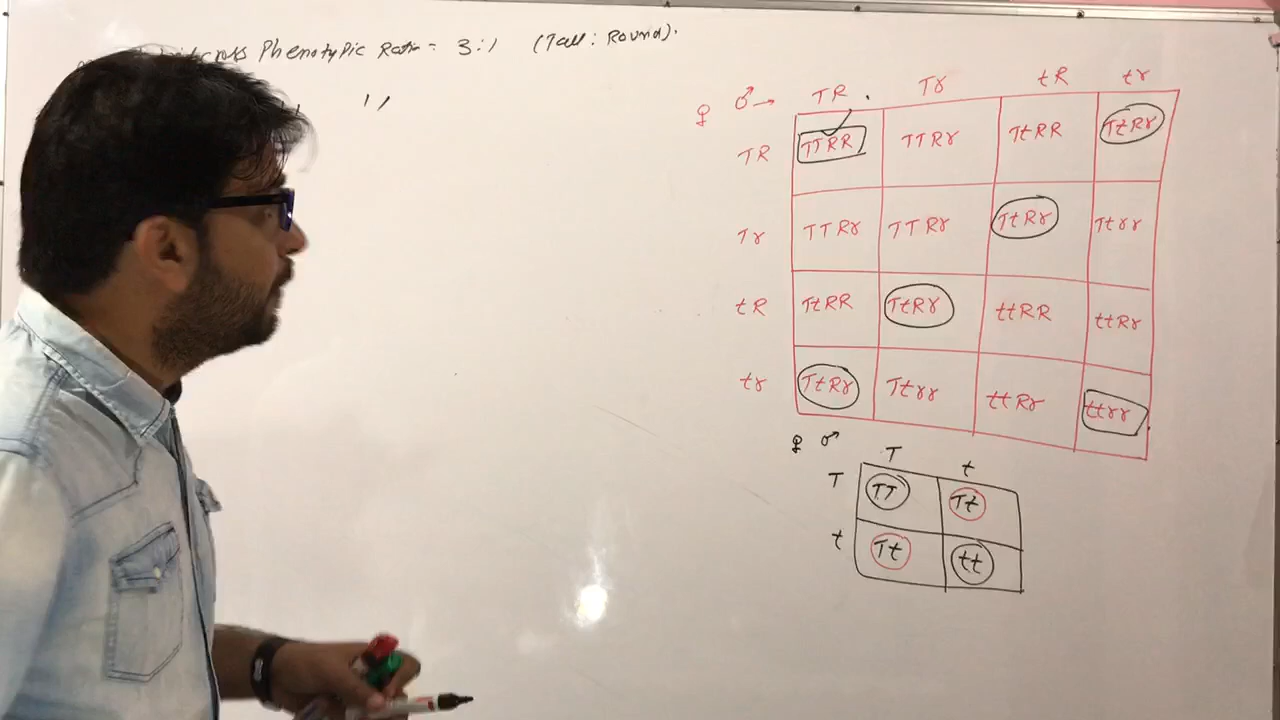 Phenotypic Ratio = 3:1 (Tall : Round).
♀ ♂→ TR Tr tR tr
TR TTRR TTRr TtRR TtRr
Tr TTRr TTRr TtRr Ttrr
tR TtRR TtRr ttRR ttRr
tr TtRr Ttrr ttRr ttrr
♀ ♂ T t
T TT Tt
t Tt tt